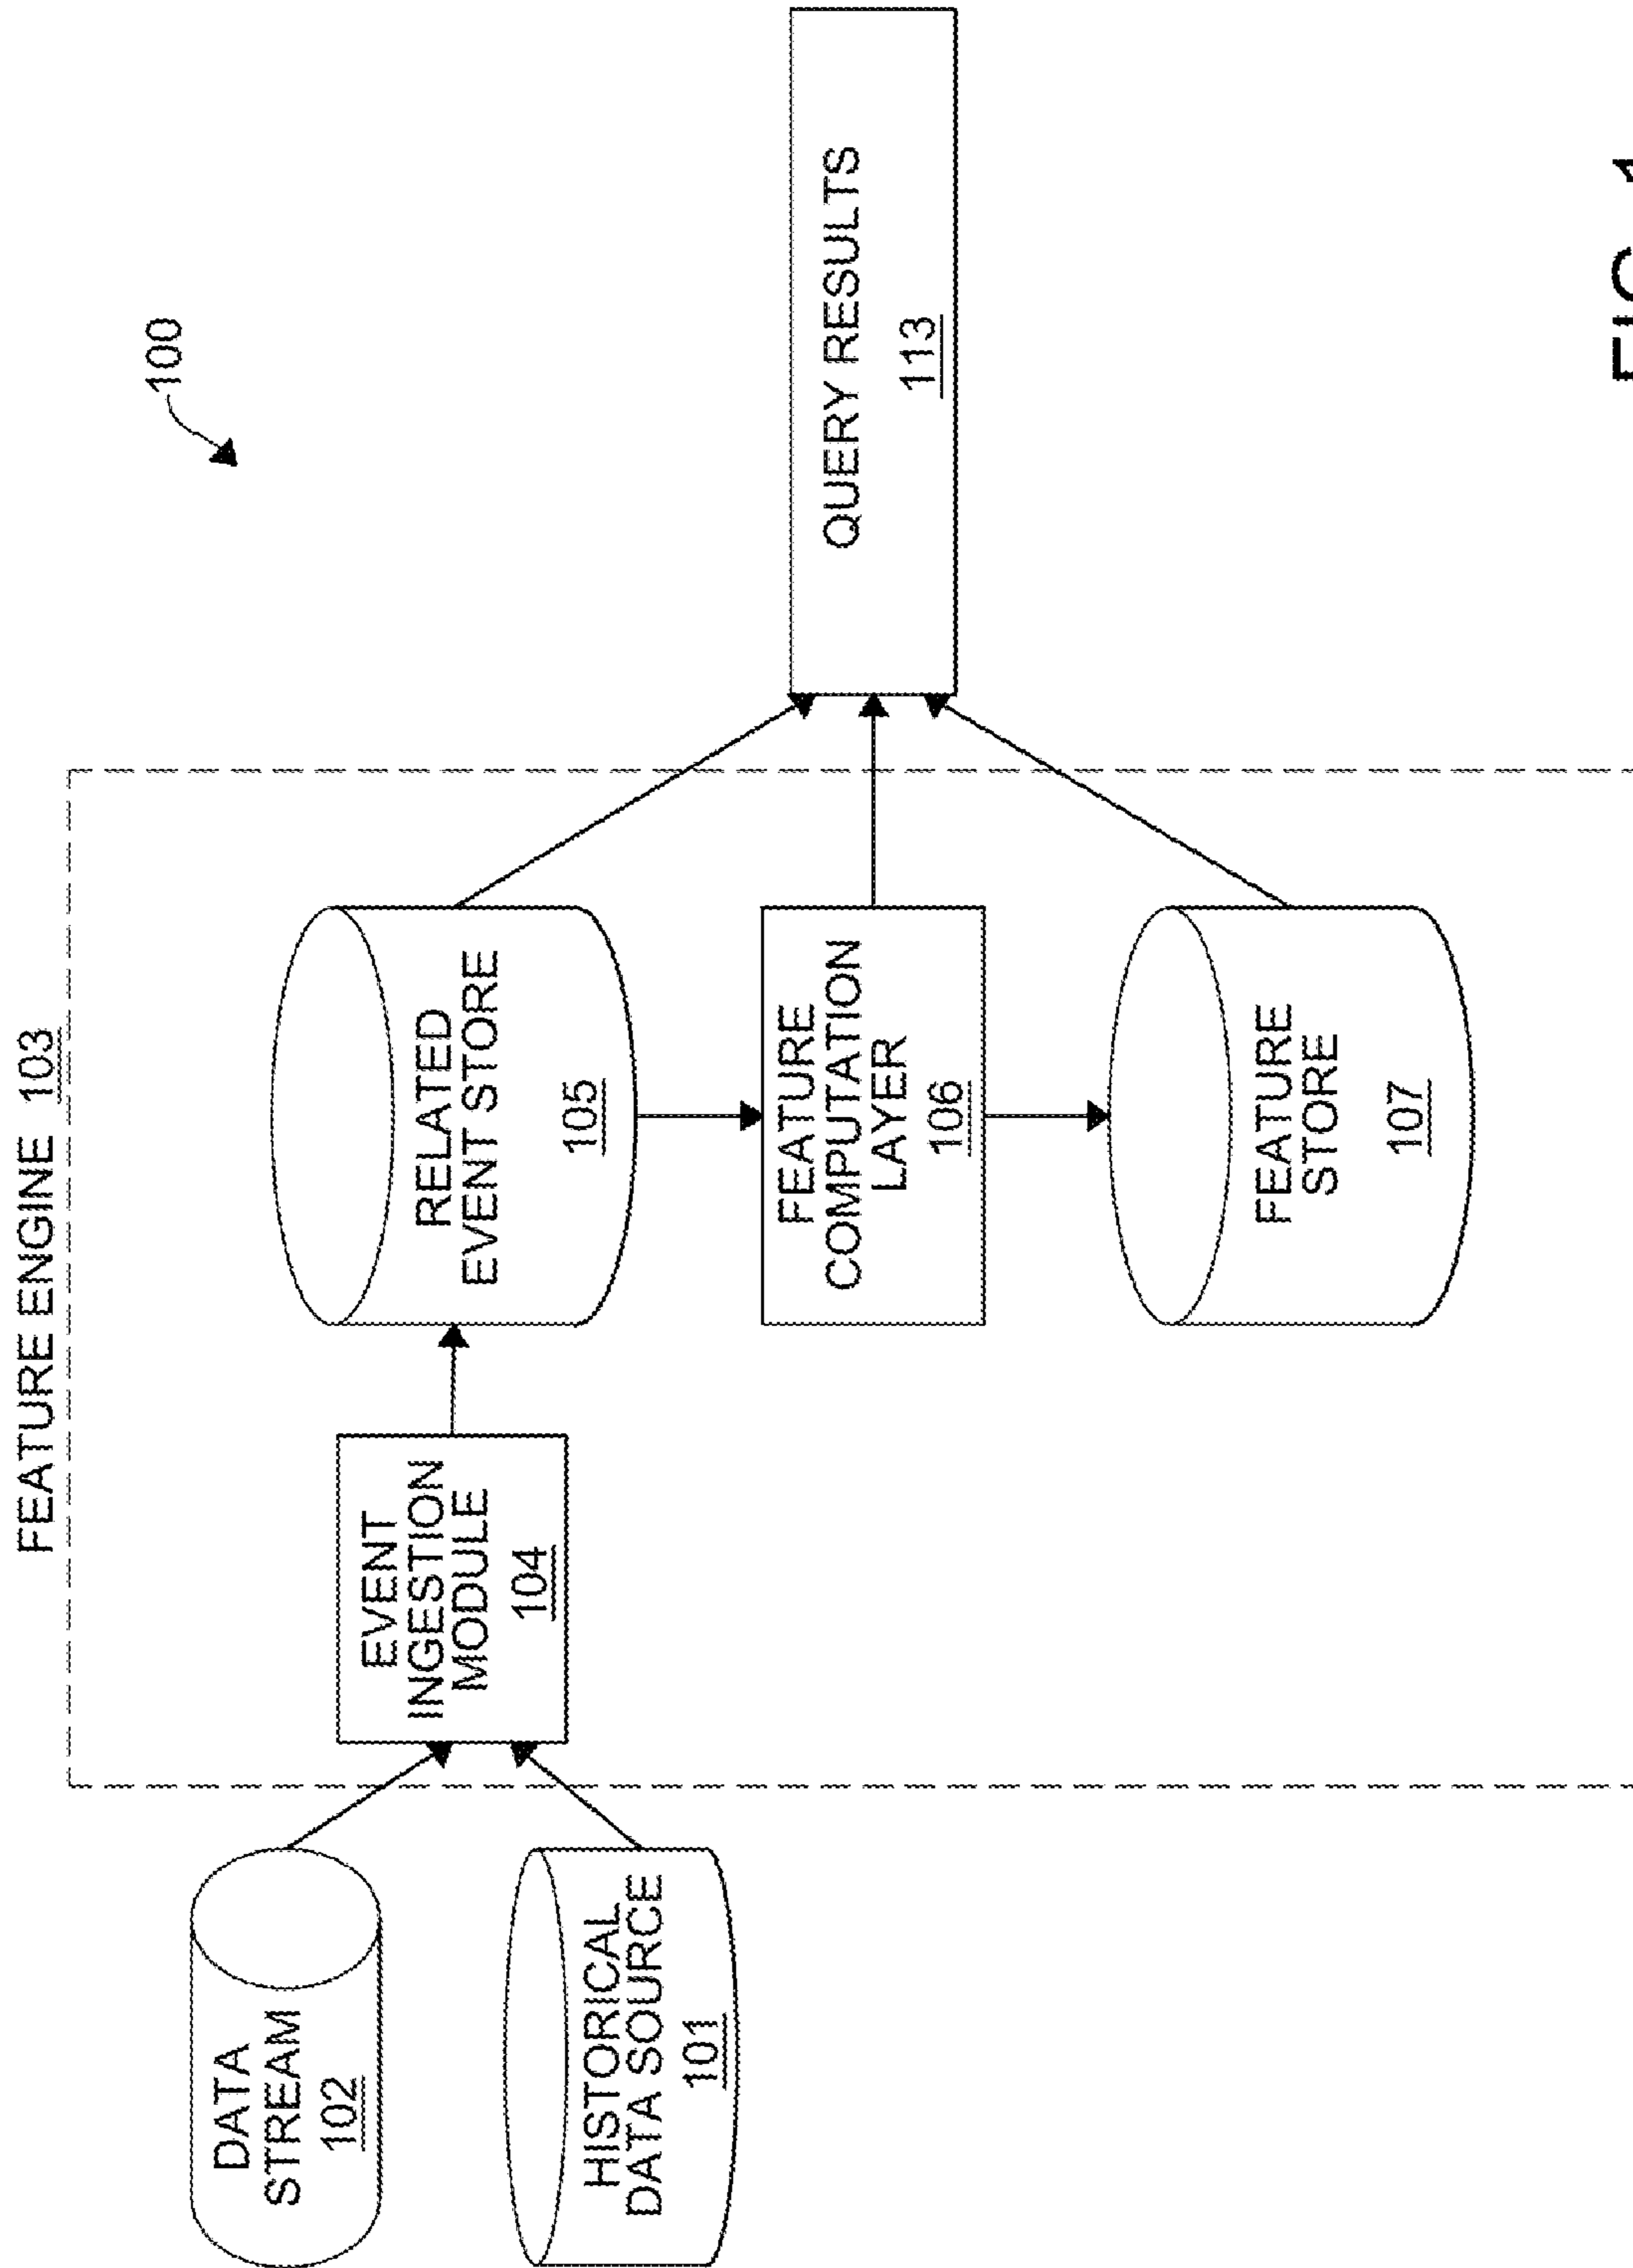 100
FEATURE ENGINE 103
DATA
STREAM
102
HISTORICAL
DATA SOURCE
101
EVENT
INGESTION
MODULE
104
RELATED
EVENT STORE
105
FEATURE
COMPUTATION
LAYER
106
FEATURE
STORE
107
QUERY RESULTS
113